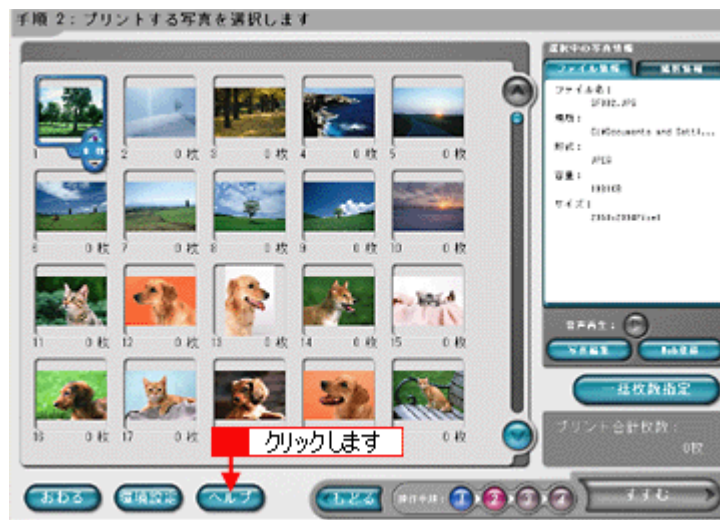 手順 2：プリントする写真を選択します
選択中の写真情報
ファイル情報 撮影情報
ファイル名：
場所：
C:¥Documents and Setti...
形式：
JPEG
容量：
サイズ：
音声再生：
写真編集
一括枚数指定
プリント合計枚数：
0枚
1 0 枚
2 0 枚
3 0 枚
4 0 枚
5 0 枚
6 0 枚
7 0 枚
8 0 枚
9 0 枚
10 0 枚
11 0 枚
12 0 枚
13 0 枚
14 0 枚
15 0 枚
16 0 枚
17 0 枚
0 枚
クリックします
おわる 環境設定 ヘルプ もどる 操作手順： 1 2 3 4 すすむ